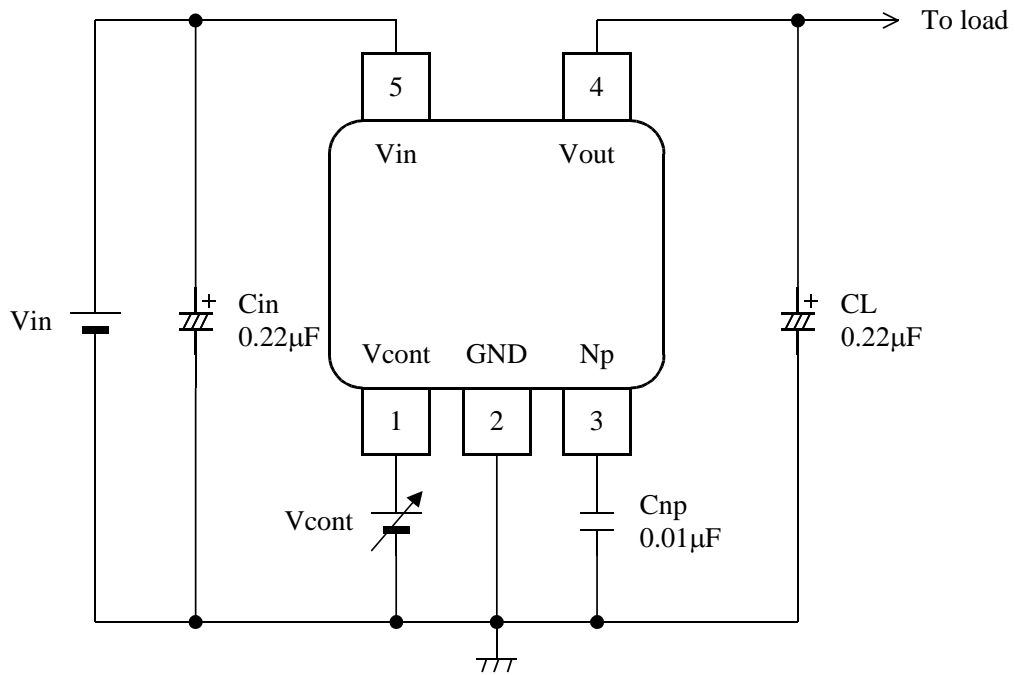 To load
5
4
Vin
Vout
Vin
+
Cin
0.22μF
+
CL
0.22μF
Vcont
GND
Np
1
2
3
Vcont
Cnp
0.01μF